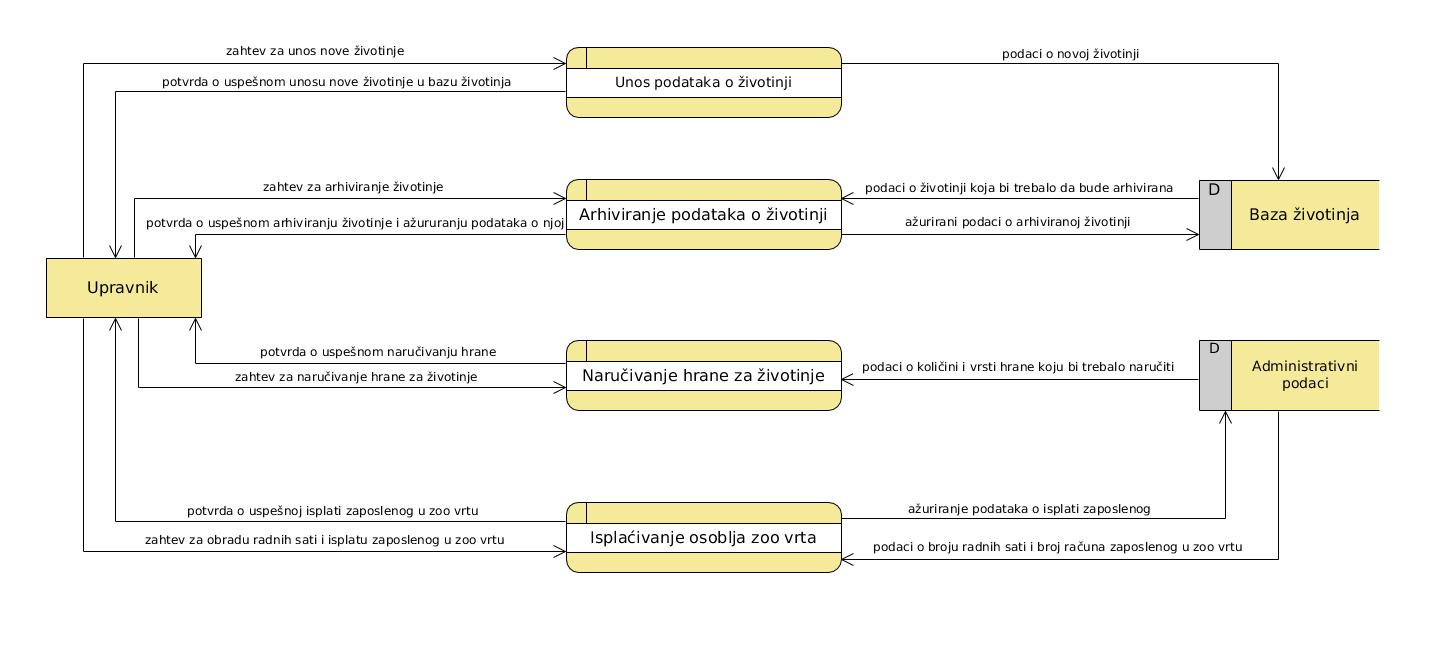 zahtev za unos nove životinje
potvrda o uspešnom unosu nove životinje u bazu životinja
Unos podataka o životinji
podaci o novoj životinji
zahtev za arhiviranje životinje
potvrda o uspešnom arhiviranju životinje i ažururanju podataka o njoj
Arhiviranje podataka o životinji
podaci o životinji koja bi trebalo da bude arhivirana
ažurirani podaci o arhiviranoj životinji
D
Baza životinja
Upravnik
potvrda o uspešnom naručivanju hrane
zahtev za naručivanje hrane za životinje
Naručivanje hrane za životinje
podaci o količini i vrsti hrane koju bi trebalo naručiti
D
Administrativni
podaci
potvrda o uspešnoj isplati zaposlenog u zoo vrtu
zahtev za obradu radnih sati i isplatu zaposlenog u zoo vrtu
Isplaćivanje osoblja zoo vrta
ažuriranje podataka o isplati zaposlenog
podaci o broju radnih sati i broj računa zaposlenog u zoo vrtu